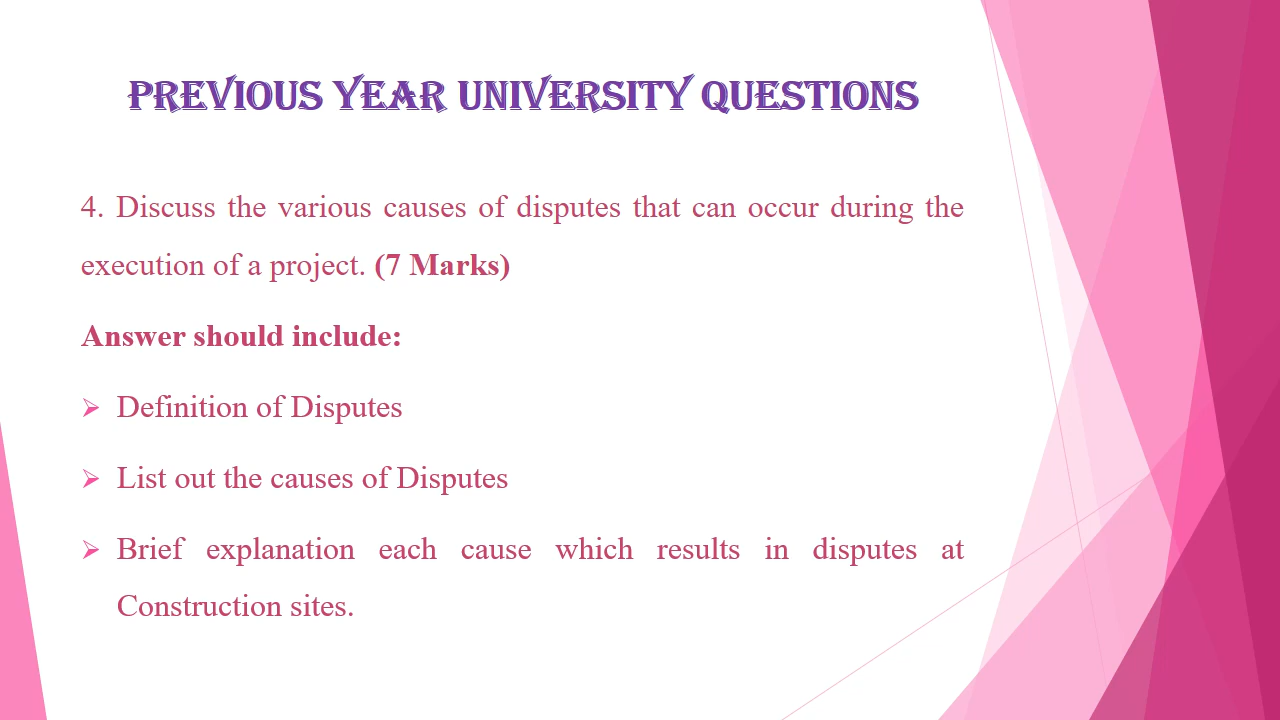 PREVIOUS YEAR UNIVERSITY QUESTIONS
4. Discuss the various causes of disputes that can occur during the
execution of a project. (7 Marks)
Answer should include:
➢ Definition of Disputes
➢ List out the causes of Disputes
➢ Brief explanation each cause which results in disputes at
Construction sites.